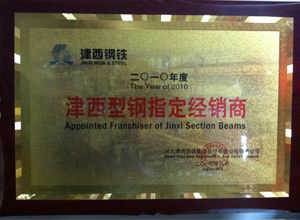 津西钢铁
JINXI IRON & STEEL
二〇一〇年度
The Year of 2010
津西型钢指定经销商
Appointed Franchiser of Jinxi Section Beams